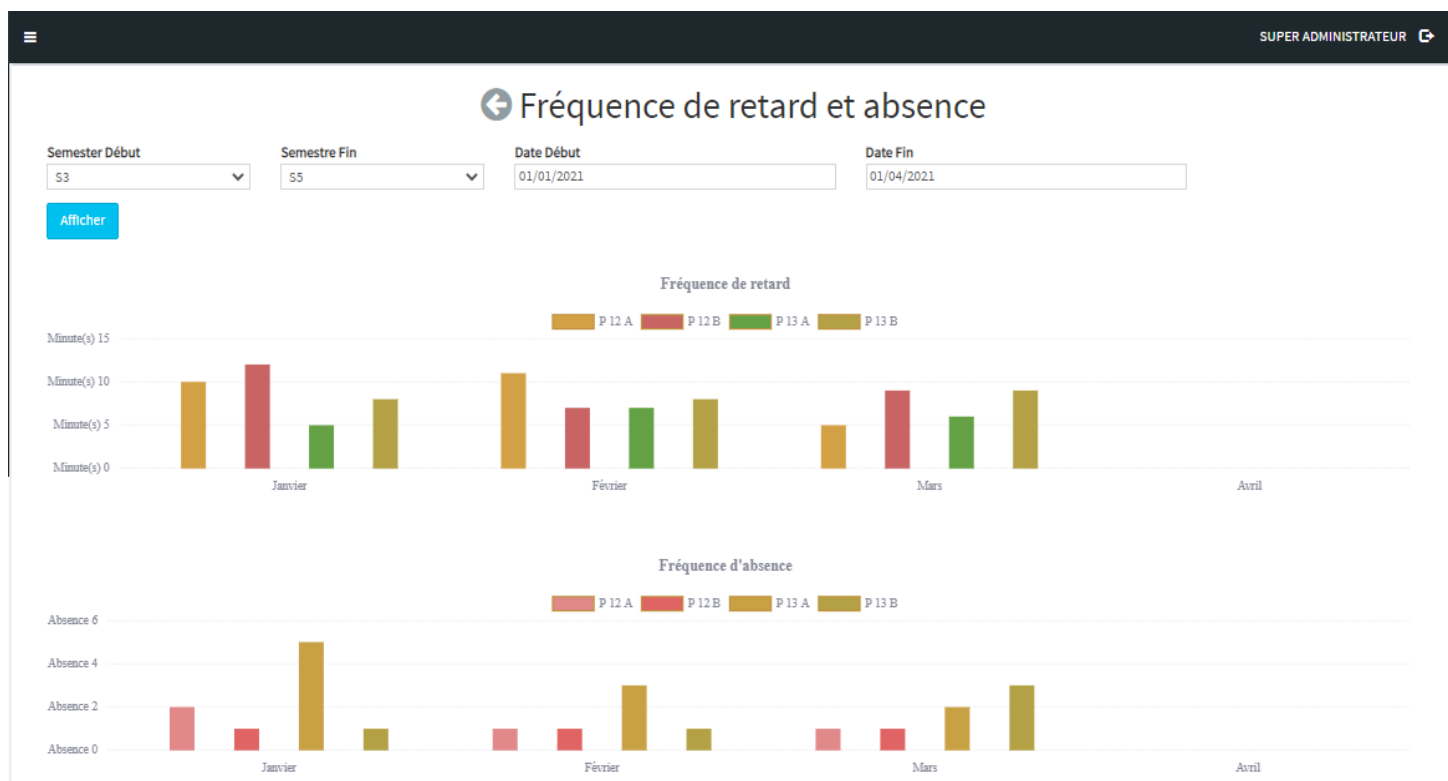 SUPER ADMINISTRATEUR
Fréquence de retard et absence
Semester Début Semestre Fin Date Début Date Fin
S3 S5 01/01/2021 01/04/2021
Afficher
Fréquence de retard
P 12 A P 12 B P 13 A P 13 B
Minute(s) 15
Minute(s) 10
Minute(s) 5
Minute(s) 0
Janvier Février Mars Avril
Fréquence d'absence
P 12 A P 12 B P 13 A P 13 B
Absence 6
Absence 4
Absence 2
Absence 0
Janvier Février Mars Avril